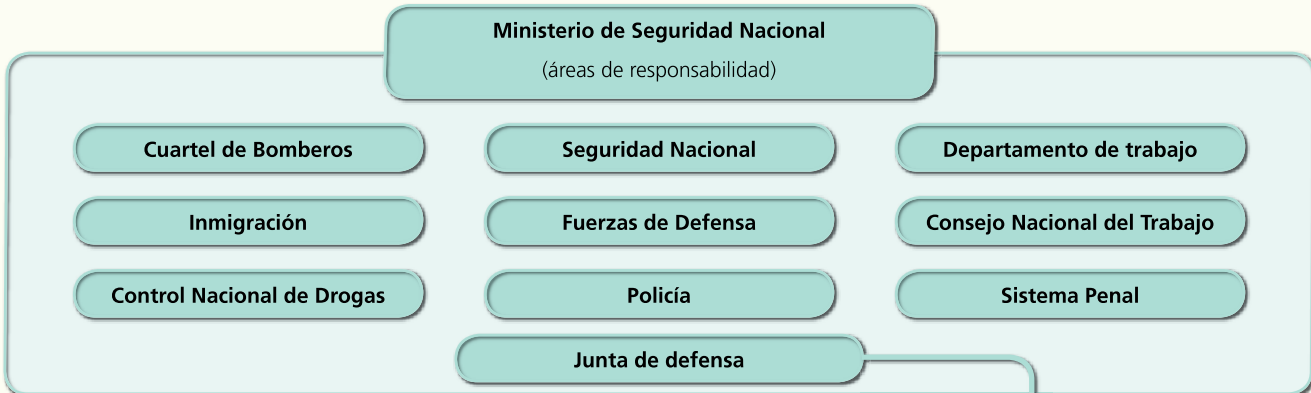 Ministerio de Seguridad Nacional
(áreas de responsabilidad)
Cuartel de Bomberos
Seguridad Nacional
Departamento de trabajo
Inmigración
Fuerzas de Defensa
Consejo Nacional del Trabajo
Control Nacional de Drogas
Policía
Sistema Penal
Junta de defensa